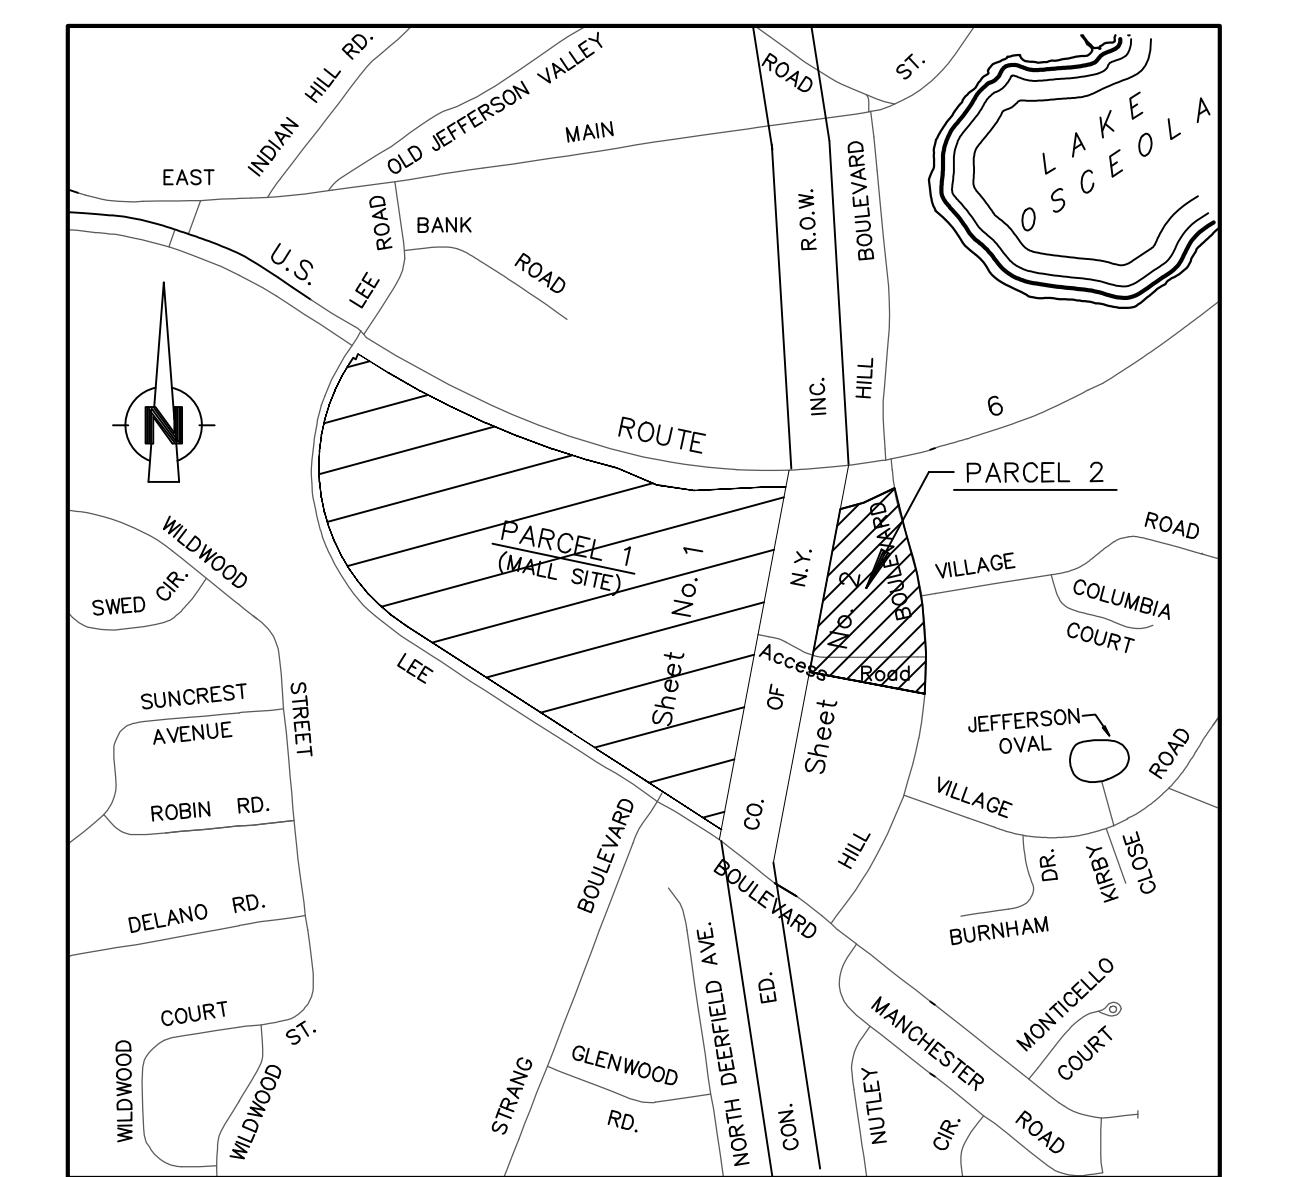 INDIAN HILL RD.
OLD JEFFERSON VALLEY
ROAD
ST.
LAKE
OSCEOLA
EAST
MAIN
ROAD
LEE
BANK
ROAD
U.S.
R.O.W.
BOULEVARD
INC.
HILL
ROUTE
6
N
PARCEL 2
PARCEL 1
(MALL SITE)
Sheet No. 1
N.Y.
BOULEVARD
Sheet No. 2
VILLAGE
ROAD
COLUMBIA
COURT
WILDWOOD
SWED CIR.
Access Road
OF
LEE
SUNCREST
AVENUE
STREET
JEFFERSON
OVAL
ROAD
VILLAGE
ROBIN RD.
CO.
BOULEVARD
HILL
BOULEVARD
DR.
KIRBY
CLOSE
BURNHAM
DELANO RD.
NORTH DEERFIELD AVE.
ED.
MANCHESTER
ROAD
MONTICELLO
COURT
COURT
ST.
WILDWOOD
WILDWOOD
STRANG
GLENWOOD
RD.
CON.
NUTLEY
CIR.